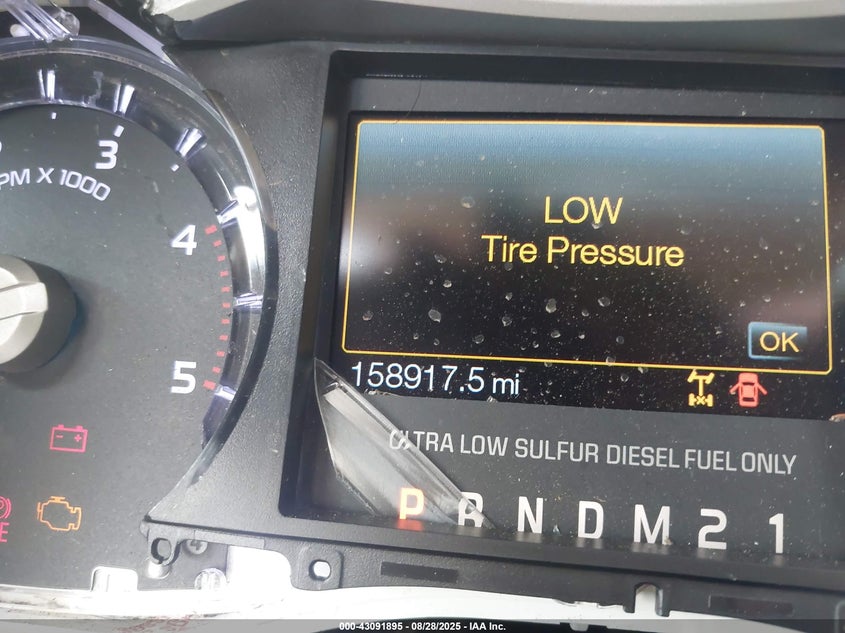 3
PM X 1000
4
5
LOW
Tire Pressure
OK
158917.5 mi
ULTRA LOW SULFUR DIESEL FUEL ONLY
P R N D M 2 1
000-43091895 - 08/28/2025 - IAA Inc.